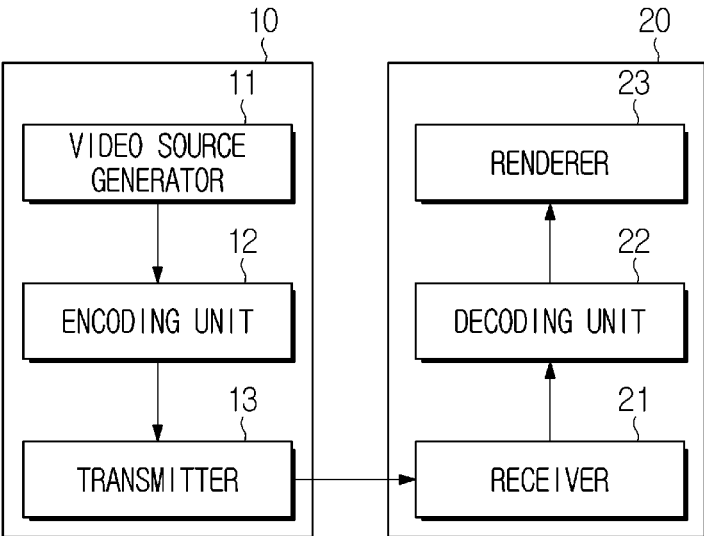 10
11
VIDEO SOURCE
GENERATOR
12
ENCODING UNIT
13
TRANSMITTER
20
23
RENDERER
22
DECODING UNIT
21
RECEIVER